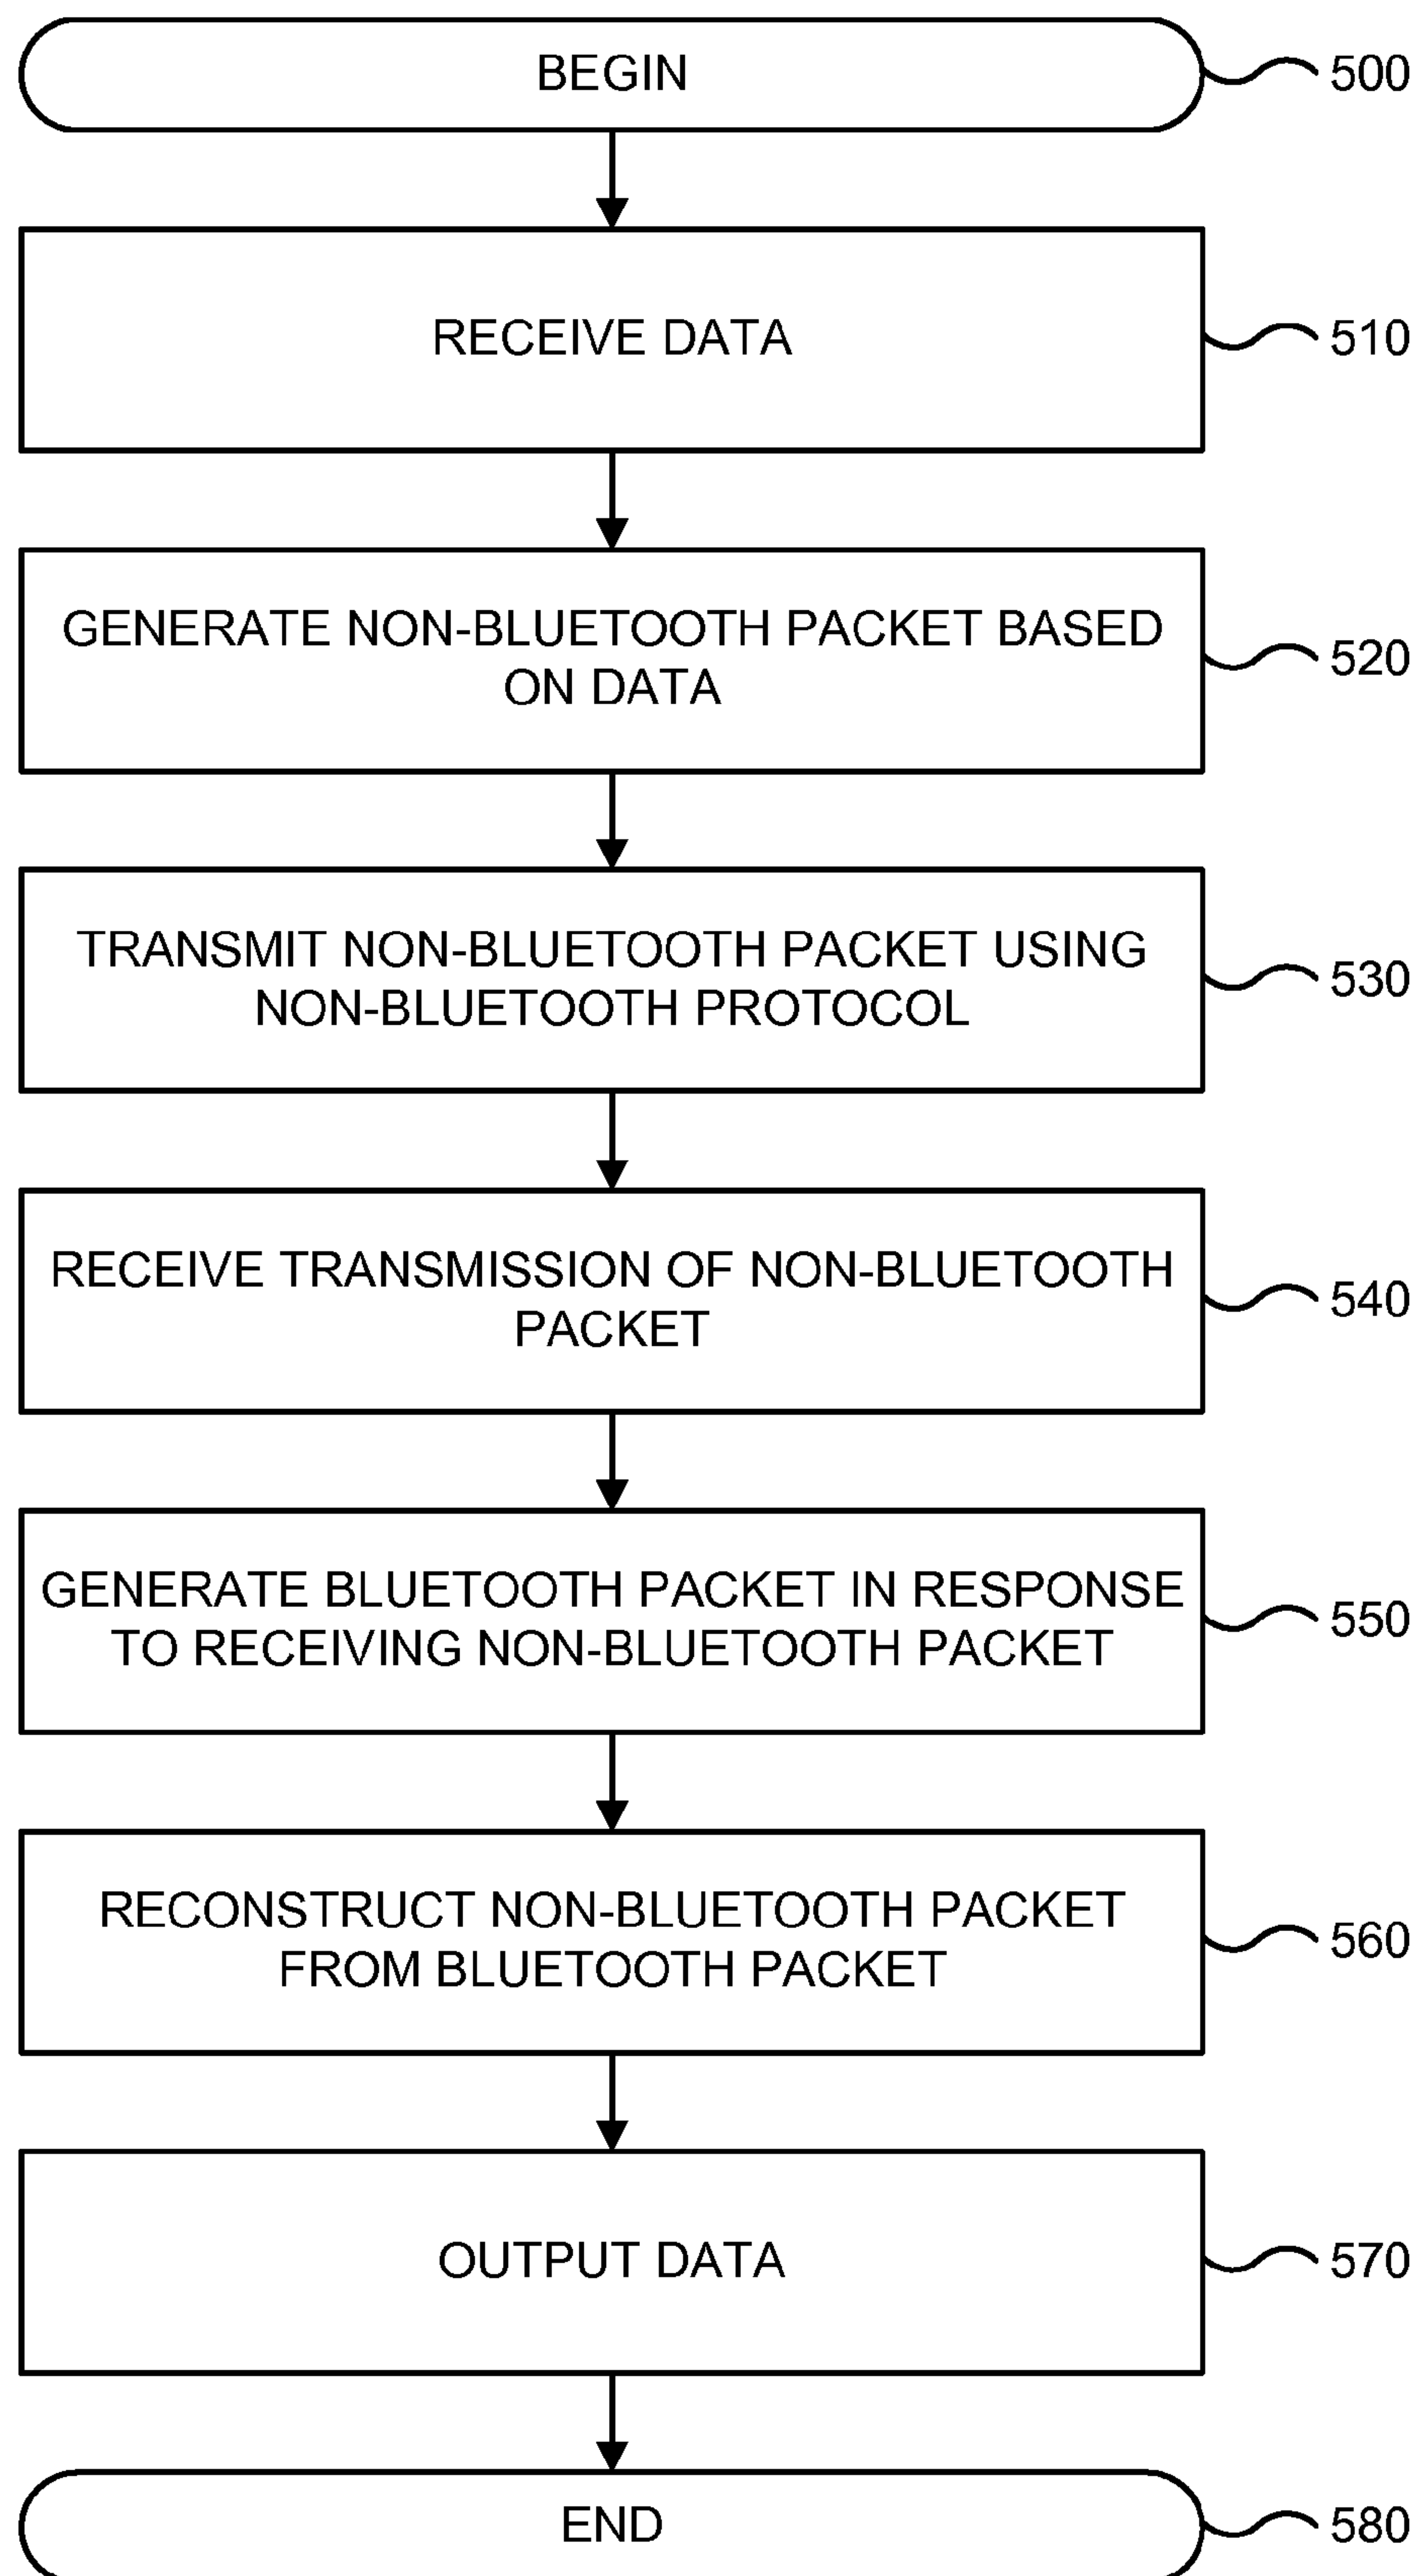 BEGIN
500
RECEIVE DATA
510
GENERATE NON-BLUETOOTH PACKET BASED
ON DATA
520
TRANSMIT NON-BLUETOOTH PACKET USING
NON-BLUETOOTH PROTOCOL
530
RECEIVE TRANSMISSION OF NON-BLUETOOTH
PACKET
540
GENERATE BLUETOOTH PACKET IN RESPONSE
TO RECEIVING NON-BLUETOOTH PACKET
550
RECONSTRUCT NON-BLUETOOTH PACKET
FROM BLUETOOTH PACKET
560
OUTPUT DATA
570
END
580